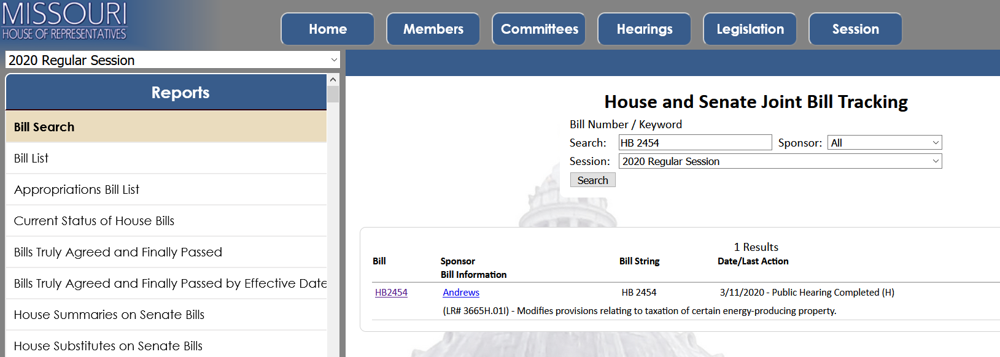 MISSOURI
HOUSE OF REPRESENTATIVES
Home
Members
Committees
Hearings
Legislation
Session
2020 Regular Session
Reports
Bill Search
Bill List
Appropriations Bill List
Current Status of House Bills
Bills Truly Agreed and Finally Passed
Bills Truly Agreed and Finally Passed by Effective Date
House Summaries on Senate Bills
House Substitutes on Senate Bills
House and Senate Joint Bill Tracking
Bill Number / Keyword
Search: HB 2454 Sponsor: All
Session: 2020 Regular Session
Search
1 Results
Bill Sponsor Bill String Date/Last Action
Bill Information
HB2454 Andrews HB 2454 3/11/2020 - Public Hearing Completed (H)
(LR# 3665H.01I) - Modifies provisions relating to taxation of certain energy-producing property.